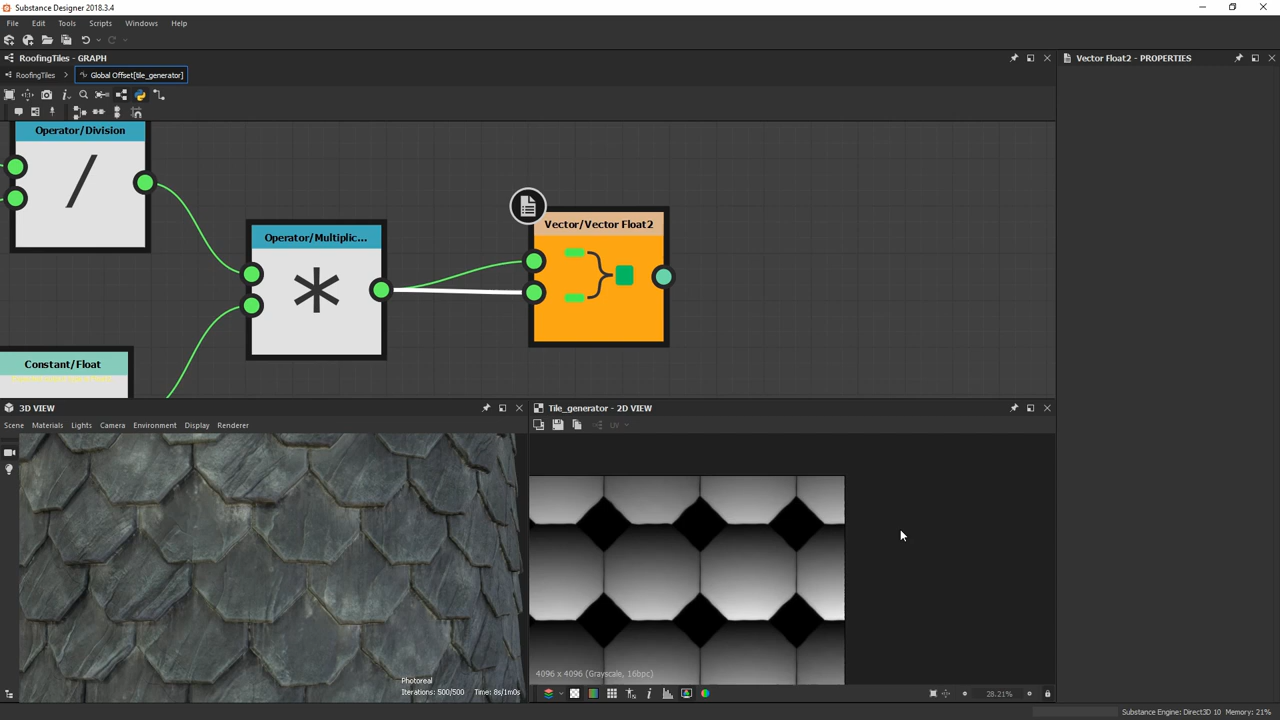 Substance Designer 2018.3.4
File Edit Tools Scripts Windows Help
RoofingTiles - GRAPH
Vector Float2 - PROPERTIES
RoofingTiles > Global Offset[tile_generator]
Operator/Division
/
Operator/Multiplic...
*
Vector/Vector Float2
Constant/Float
3D VIEW
Scene Materials Lights Camera Environment Display Renderer
Photoreal
Iterations: 500/500 Time: 8s/1m0s
Tile_generator - 2D VIEW
UV
4096 x 4096 (Grayscale, 16bpc)
28.21%
Substance Engine: Direct3D 10 Memory: 21%